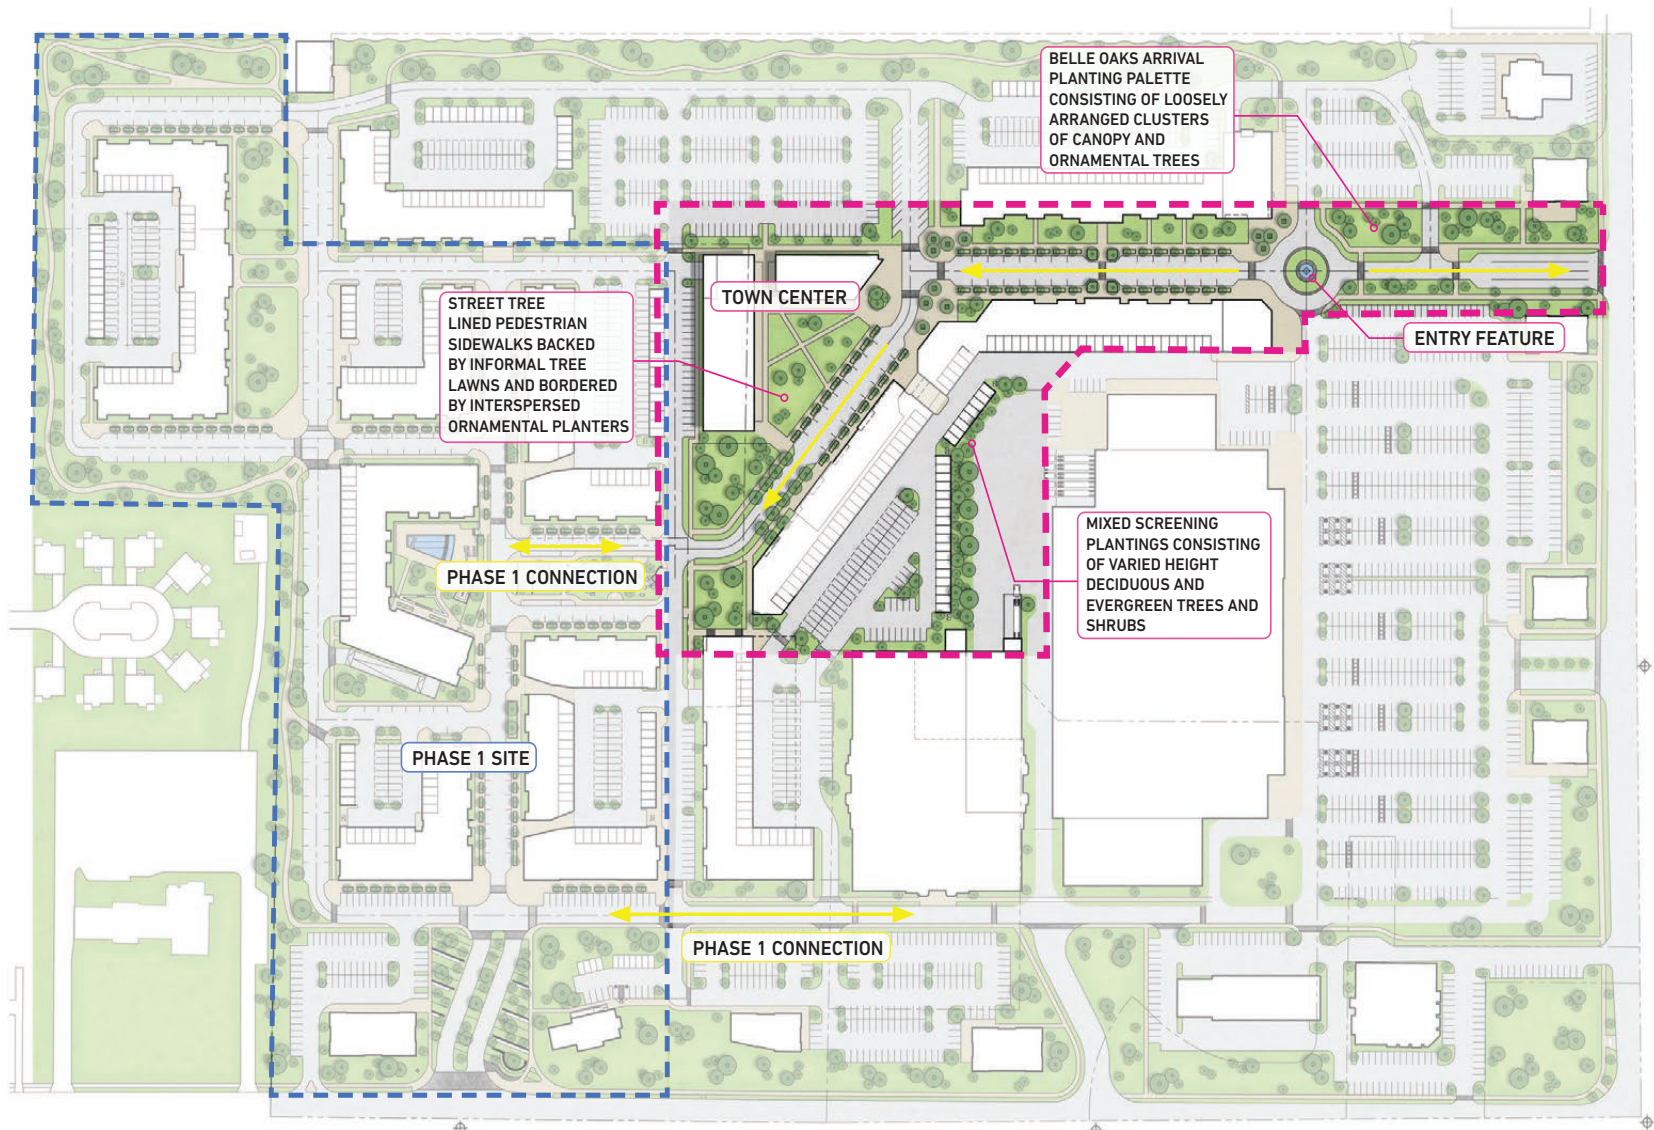 BELLE OAKS ARRIVAL
PLANTING PALETTE
CONSISTING OF LOOSELY
ARRANGED CLUSTERS
OF CANOPY AND
ORNAMENTAL TREES
TOWN CENTER
STREET TREE
LINED PEDESTRIAN
SIDEWALKS BACKED
BY INFORMAL TREE
LAWNS AND BORDERED
BY INTERSPERSED
ORNAMENTAL PLANTERS
ENTRY FEATURE
MIXED SCREENING
PLANTINGS CONSISTING
OF VARIED HEIGHT
DECIDUOUS AND
EVERGREEN TREES AND
SHRUBS
PHASE 1 CONNECTION
PHASE 1 SITE
PHASE 1 CONNECTION